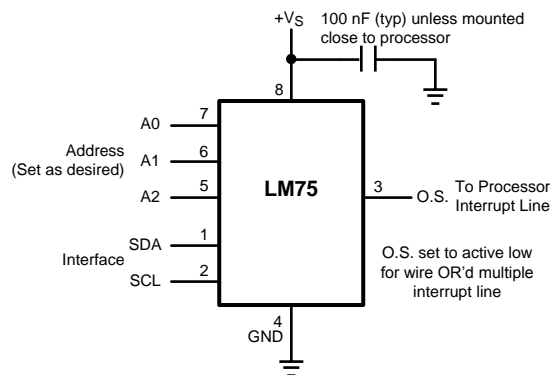 +VS
100 nF (typ) unless mounted
close to processor
8
7
A0
Address
(Set as desired)
6
A1
5
A2
LM75
3
O.S.
To Processor
Interrupt Line
1
SDA
Interface
2
SCL
O.S. set to active low
for wire OR'd multiple
interrupt line
4
GND